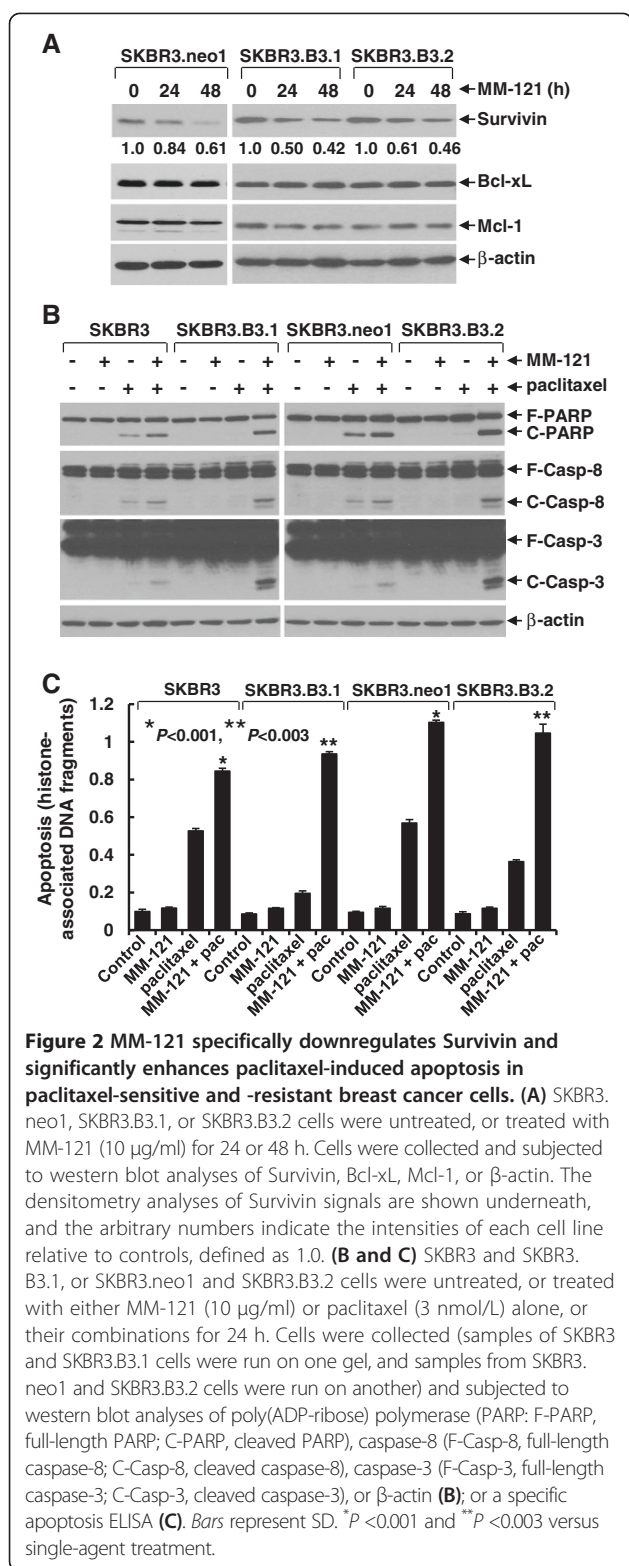 A
SKBR3.neo1 SKBR3.B3.1 SKBR3.B3.2
0 24 48 0 24 48 0 24 48 MM-121 (h)
Survivin
1.0 0.84 0.61 1.0 0.50 0.42 1.0 0.61 0.46
Bcl-xL
Mcl-1
β-actin
B
SKBR3 SKBR3.B3.1 SKBR3.neo1 SKBR3.B3.2
- + - + - + - + - + - + - + - + MM-121
- - + + - - + + - - + + - - + + paclitaxel
F-PARP
C-PARP
F-Casp-8
C-Casp-8
F-Casp-3
C-Casp-3
β-actin
C
SKBR3 SKBR3.B3.1 SKBR3.neo1 SKBR3.B3.2
* P<0.001, ** P<0.003
* ** * **
Apoptosis (histone-
associated DNA fragments
1.2
1
0.8
0.6
0.4
0.2
0
Control MM-121 paclitaxel MM-121 + pac Control MM-121 paclitaxel MM-121 + pac Control MM-121 paclitaxel MM-121 + pac Control MM-121 paclitaxel MM-121 + pac
Figure 2 MM-121 specifically downregulates Survivin and
significantly enhances paclitaxel-induced apoptosis in
paclitaxel-sensitive and -resistant breast cancer cells. (A) SKBR3.
neo1, SKBR3.B3.1, or SKBR3.B3.2 cells were untreated, or treated with
MM-121 (10 μg/ml) for 24 or 48 h. Cells were collected and subjected
to western blot analyses of Survivin, Bcl-xL, Mcl-1, or β-actin. The
densitometry analyses of Survivin signals are shown underneath,
and the arbitrary numbers indicate the intensities of each cell line
relative to controls, defined as 1.0. (B and C) SKBR3 and SKBR3.
B3.1, or SKBR3.neo1 and SKBR3.B3.2 cells were untreated, or treated
with either MM-121 (10 μg/ml) or paclitaxel (3 nmol/L) alone, or
their combinations for 24 h. Cells were collected (samples of SKBR3
and SKBR3.B3.1 cells were run on one gel, and samples from SKBR3.
neo1 and SKBR3.B3.2 cells were run on another) and subjected to
western blot analyses of poly(ADP-ribose) polymerase (PARP: F-PARP,
full-length PARP; C-PARP, cleaved PARP), caspase-8 (F-Casp-8, full-length
caspase-8; C-Casp-8, cleaved caspase-8), caspase-3 (F-Casp-3, full-length
caspase-3; C-Casp-3, cleaved caspase-3), or β-actin (B); or a specific
apoptosis ELISA (C). Bars represent SD. *P <0.001 and **P <0.003 versus
single-agent treatment.